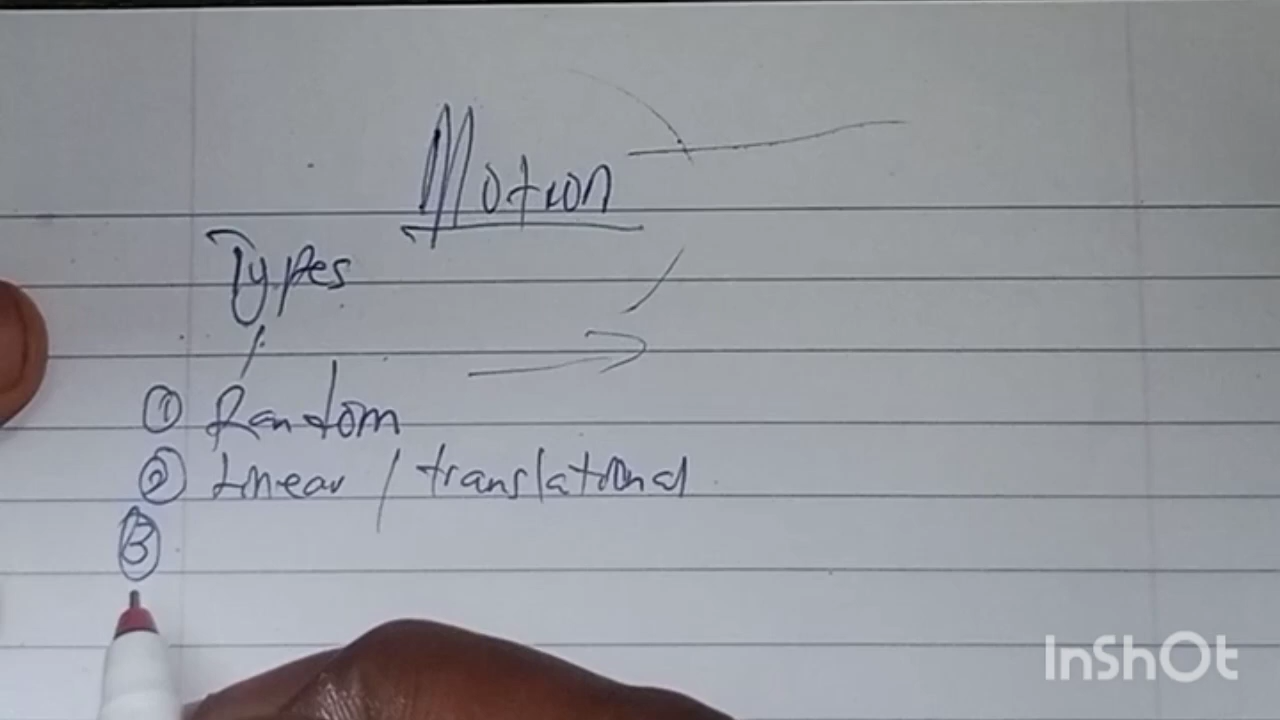 Motion
Types
① Random
② Linear / translational
③
InShOt